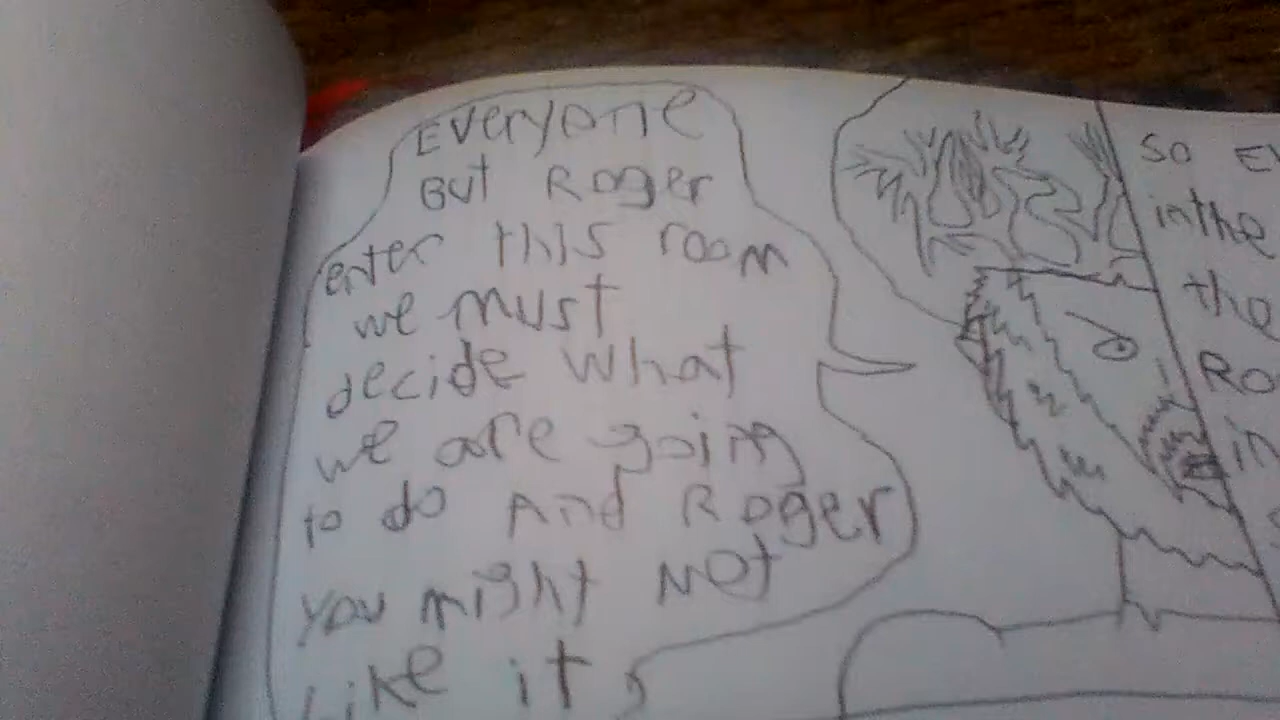 Everyone
But Roger
enter this room
we must
decide what
we are going
to do And Roger
you might Not
Like it
So
in the
the
in